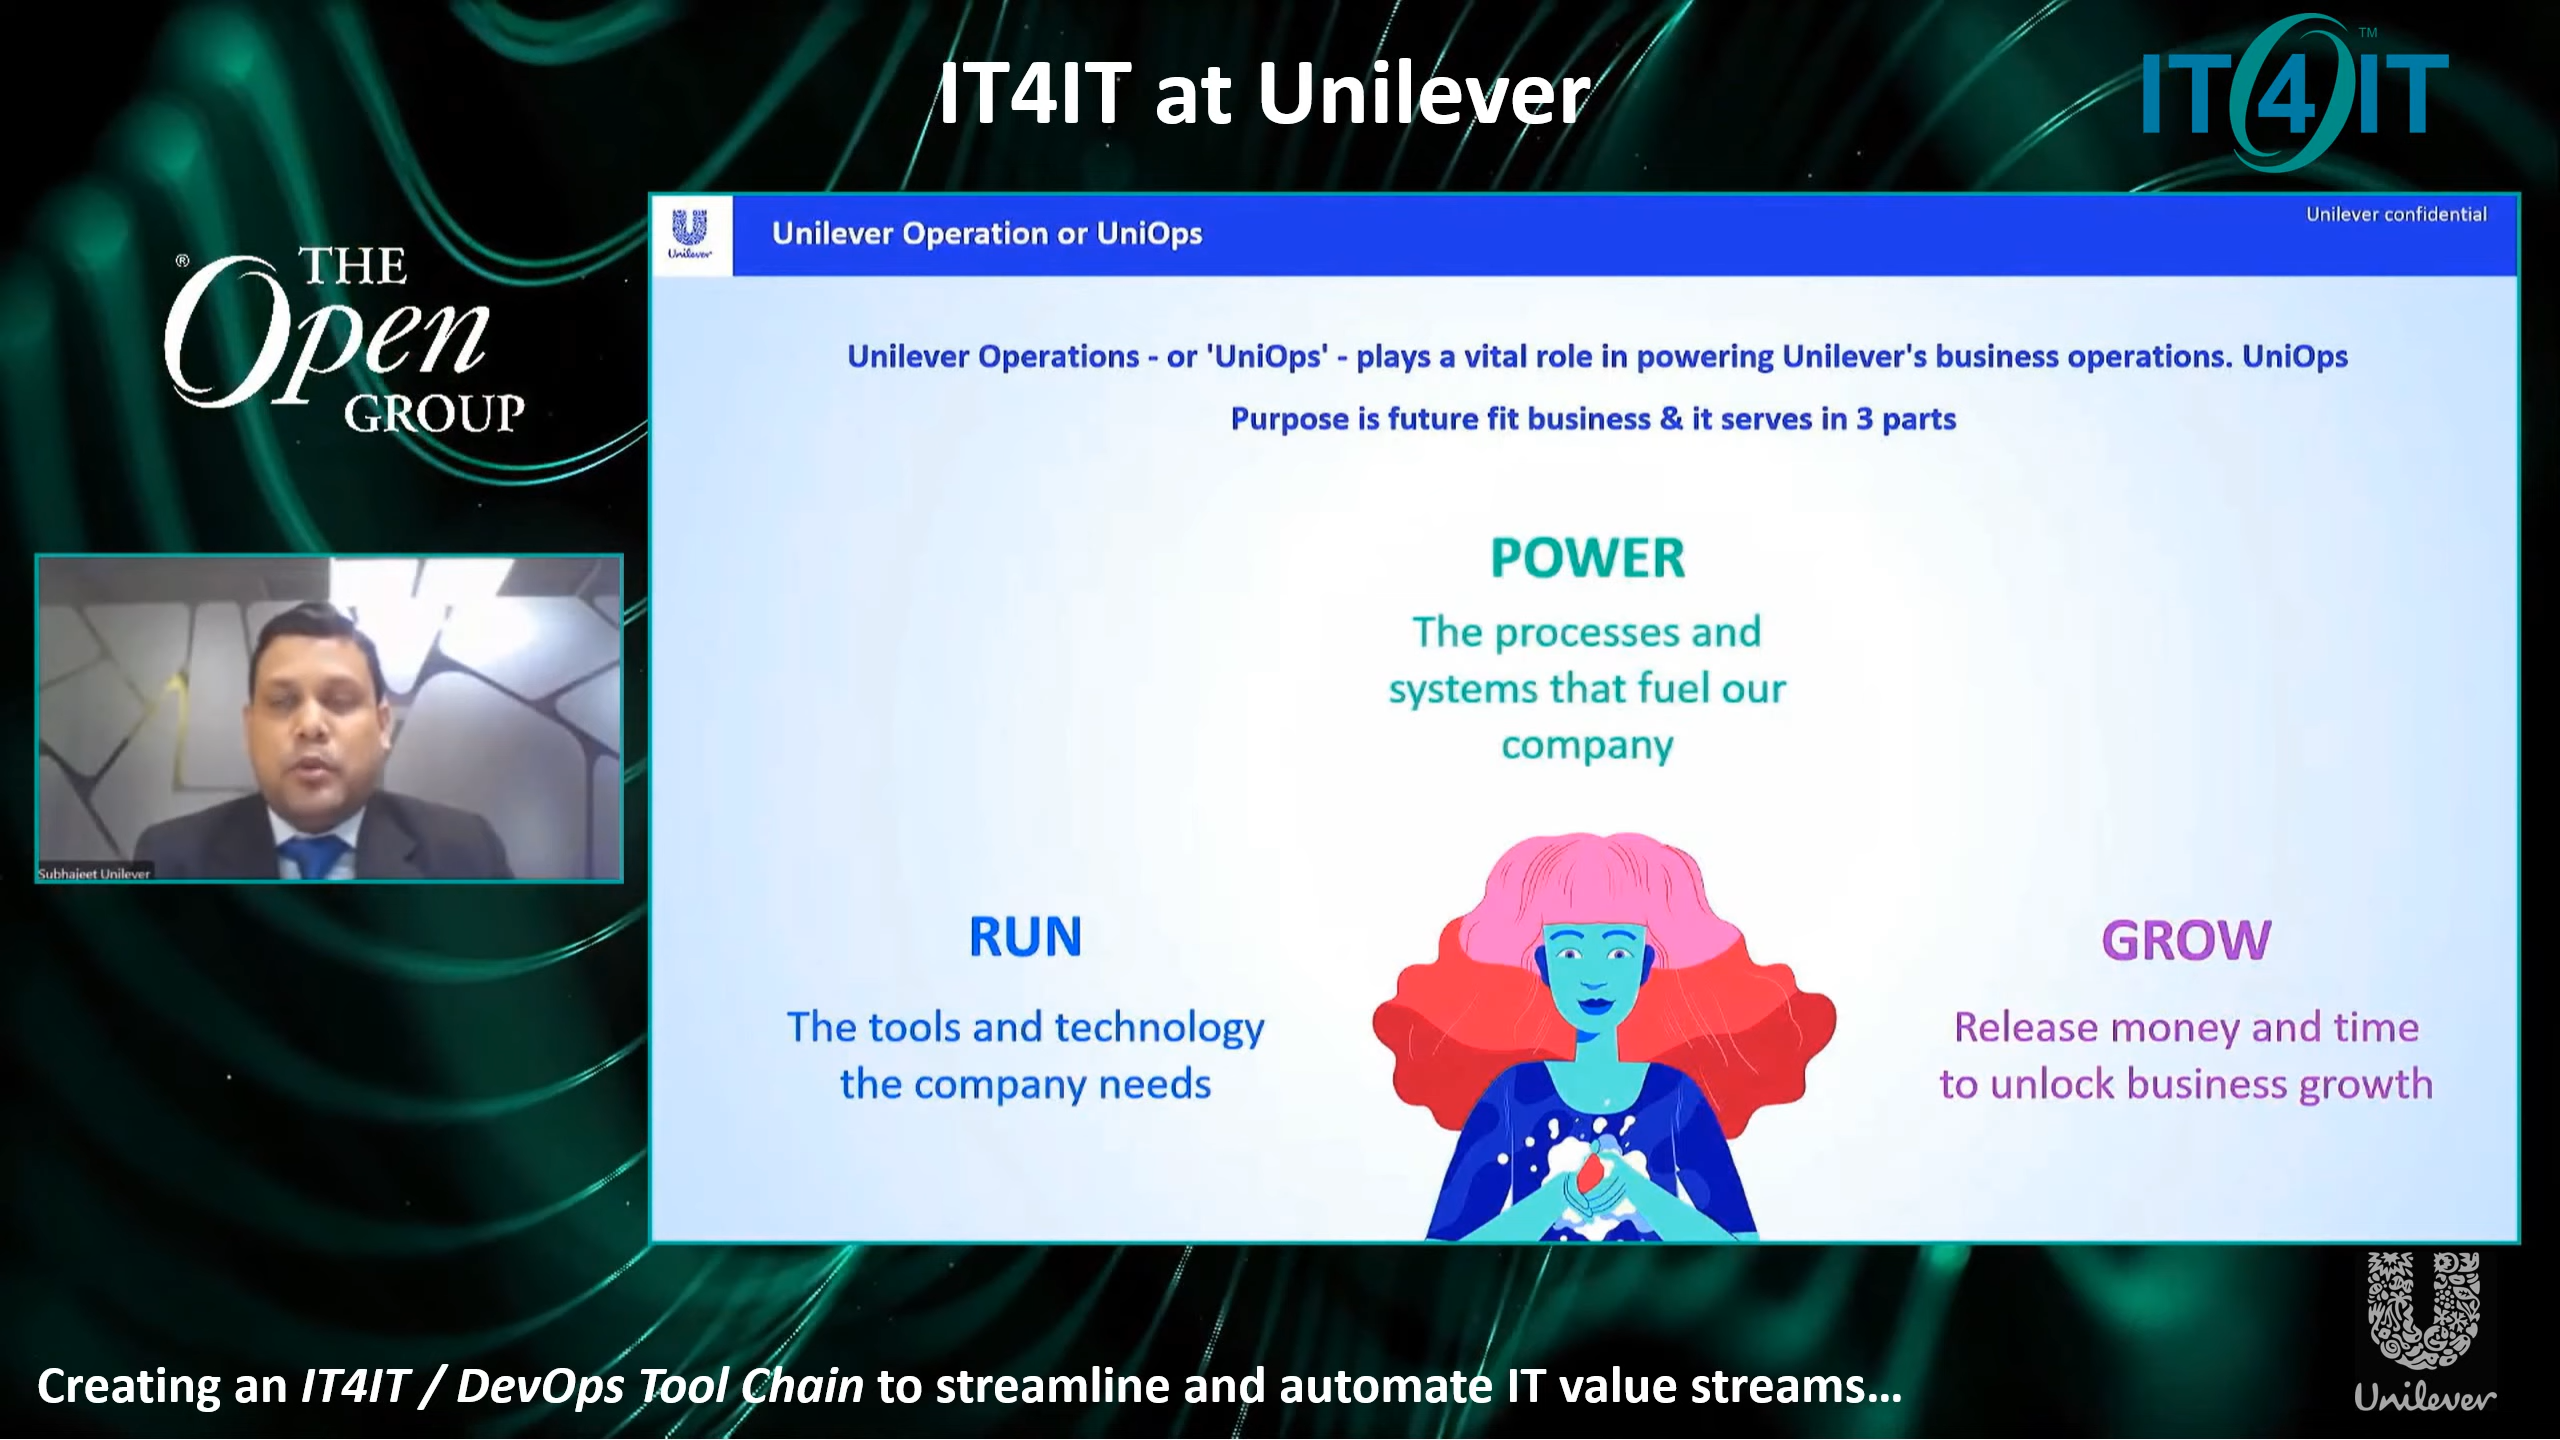 IT4IT at Unilever
IT4IT™
THE
Open
GROUP
®
Unilever
Unilever Operation or UniOps
Unilever confidential
Unilever Operations - or 'UniOps' - plays a vital role in powering Unilever's business operations. UniOps
Purpose is future fit business & it serves in 3 parts
POWER
The processes and
systems that fuel our
company
Subhajeet Unilever
RUN
The tools and technology
the company needs
GROW
Release money and time
to unlock business growth
Creating an IT4IT / DevOps Tool Chain to streamline and automate IT value streams...
Unilever